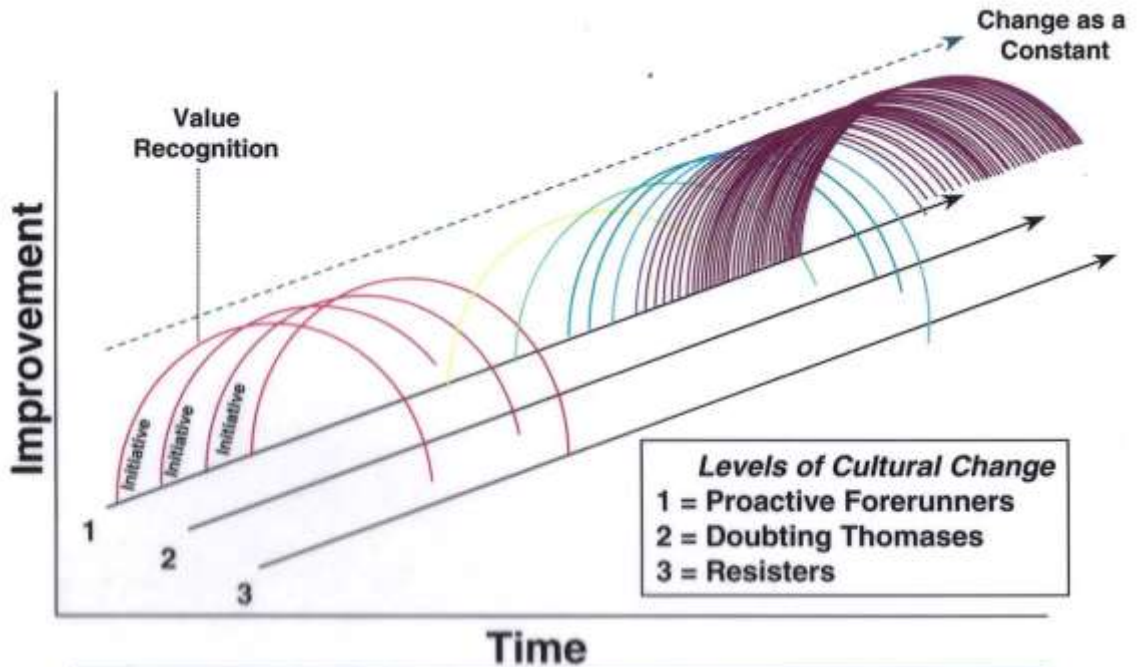 Change as a
Constant
Value
Recognition
Improvement
Initiative
Initiative
Initiative
1
2
3
Levels of Cultural Change
1 = Proactive Forerunners
2 = Doubting Thomases
3 = Resisters
Time